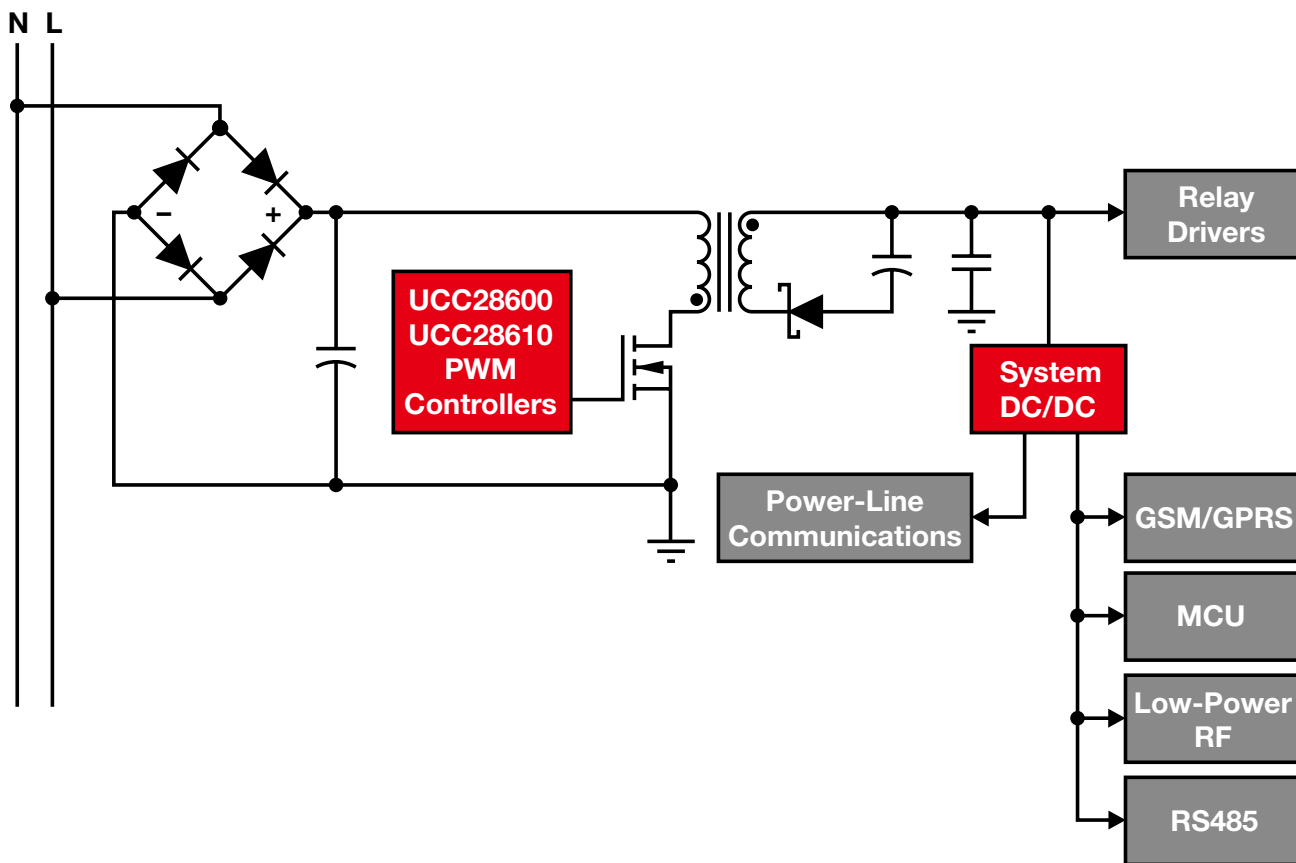 N L
− +
UCC28600
UCC28610
PWM
Controllers
Relay
Drivers
System
DC/DC
Power-Line
Communications
GSM/GPRS
MCU
Low-Power
RF
RS485